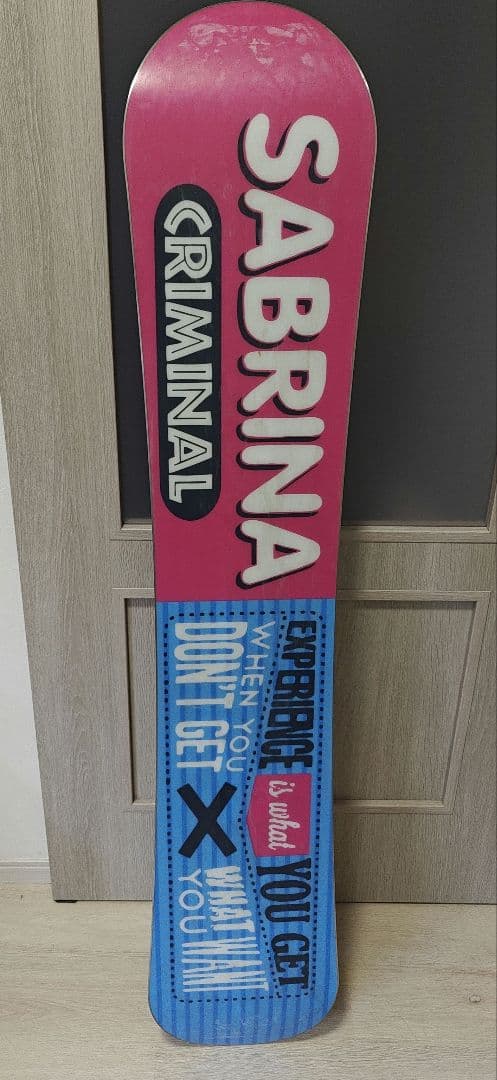 SABRINA
CRIMINAL
EXPERIENCE is what YOU GET
WHEN YOU
DON'T GET X WHAT WANT
YOU